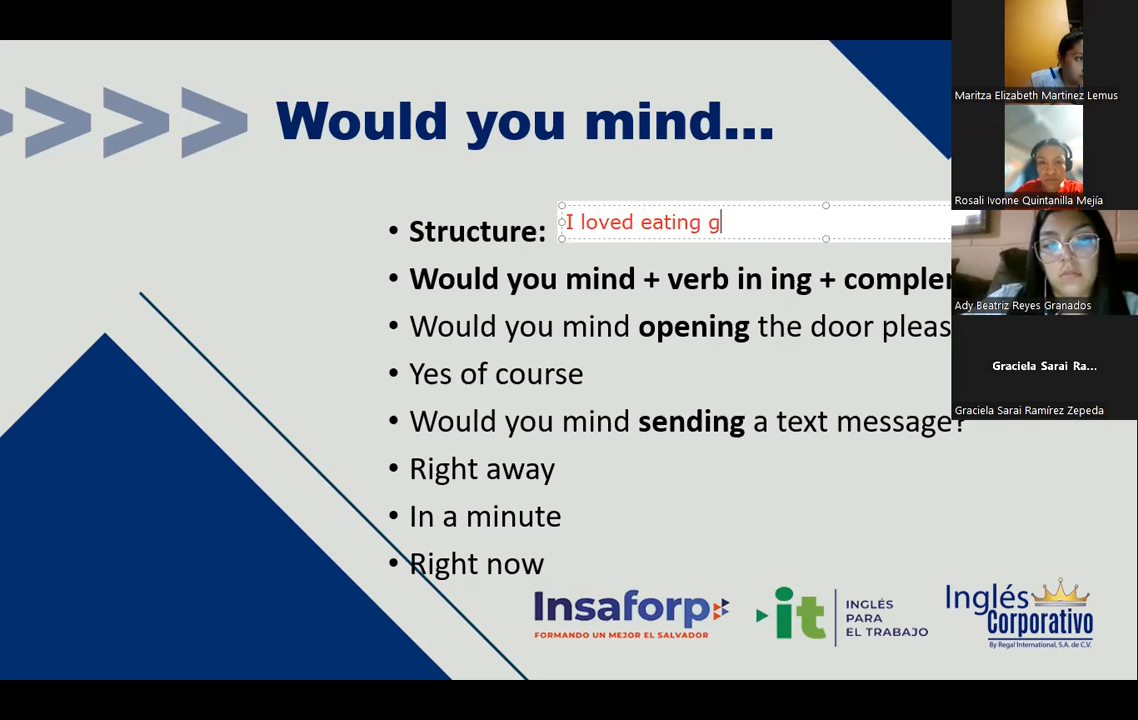 Would you mind...
Structure:
I loved eating g
Would you mind + verb in ing + complem
Would you mind opening the door pleas
Yes of course
Would you mind sending a text message?
Right away
In a minute
Right now
Insaforp
FORMANDO UN MEJOR EL SALVADOR
it
INGLÉS
PARA
EL TRABAJO
Inglés
Corporativo
By Regal International, S.A. de C.V.
Maritza Elizabeth Martinez Lemus
Rosali Ivonne Quintanilla Mejía
Ady Beatriz Reyes Granados
Graciela Sarai Ra...
Graciela Sarai Ramírez Zepeda